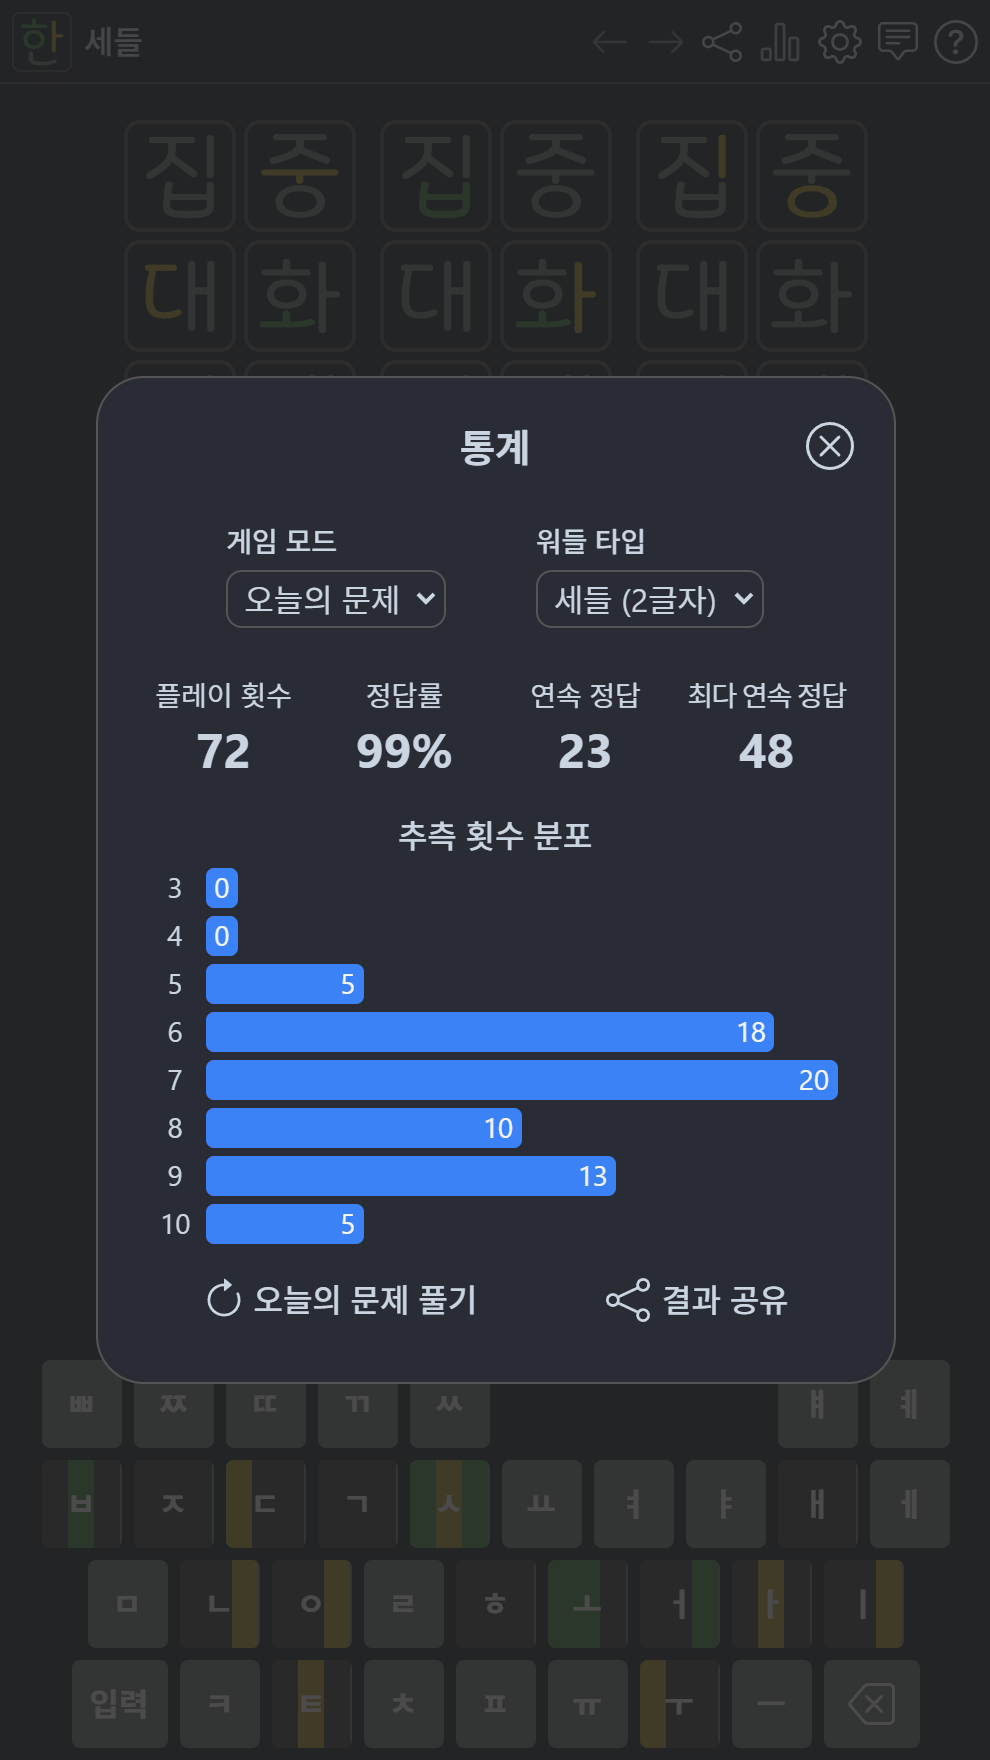 한 세들
집중 집중 집중
대화 대화 대화
통계
게임 모드 워들 타입
오늘의 문제 세들 (2글자)
플레이 횟수 정답률 연속 정답 최다 연속 정답
72 99% 23 48
추측 횟수 분포
3 0
4 0
5 5
6 18
7 20
8 10
9 13
10 5
오늘의 문제 풀기 결과 공유
ㅃ ㅉ ㄸ ㄲ ㅆ ㅒ ㅖ
ㅂ ㅈ ㄷ ㄱ ㅅ ㅛ ㅕ ㅑ ㅐ ㅔ
ㅁ ㄴ ㅇ ㄹ ㅎ ㅗ ㅓ ㅏ ㅣ
입력 ㅋ ㅌ ㅊ ㅍ ㅠ ㅜ ㅡ